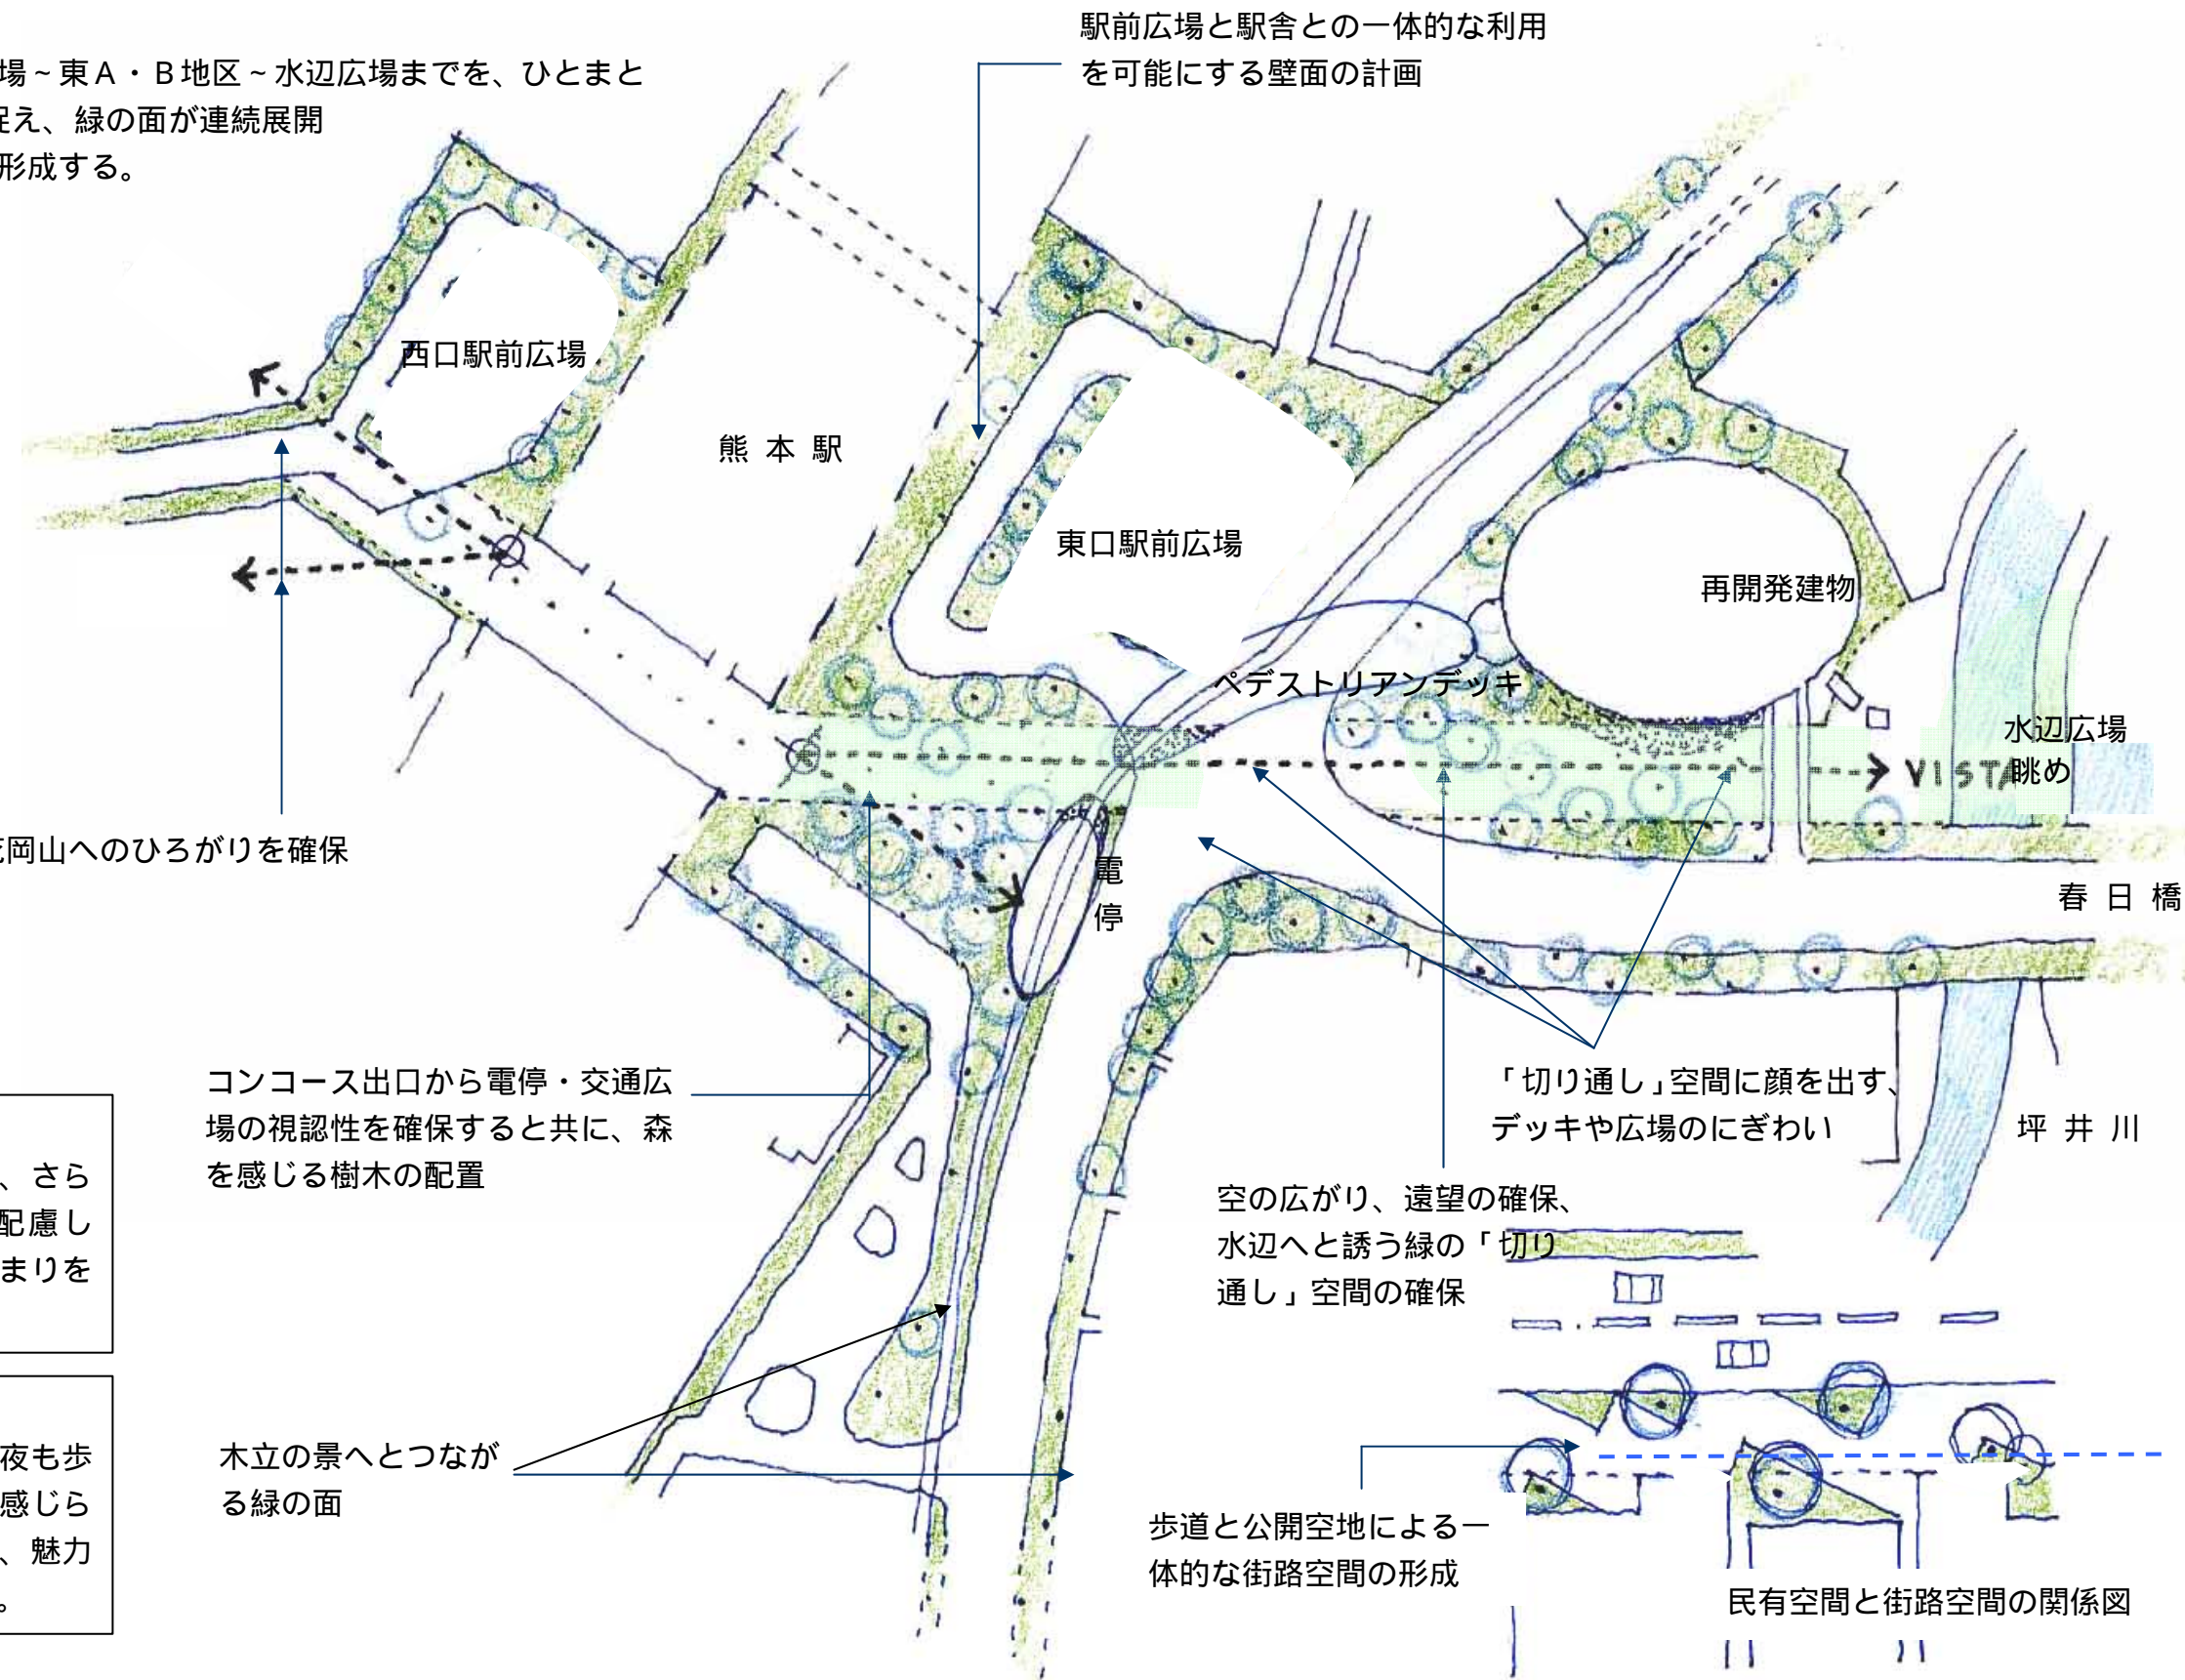 駅前広場と駅舎との一体的な利用
を可能にする壁面の計画
場～東Ａ・Ｂ地区～水辺広場までを、ひとまと
捉え、緑の面が連続展開
形成する。
西口駅前広場
熊 本 駅
東口駅前広場
再開発建物
ペデストリアンデッキ
水辺広場
眺め
VISTA
花岡山へのひろがりを確保
電
停
春 日 橋
コンコース出口から電停・交通広
場の視認性を確保すると共に、森
を感じる樹木の配置
「切り通し」空間に顔を出す、
デッキや広場のにぎわい
坪 井 川
、さら
配慮し
まりを
空の広がり、遠望の確保、
水辺へと誘う緑の「切り
通し」空間の確保
夜も歩
感じら
、魅力
。
木立の景へとつなが
る緑の面
歩道と公開空地による一
体的な街路空間の形成
民有空間と街路空間の関係図